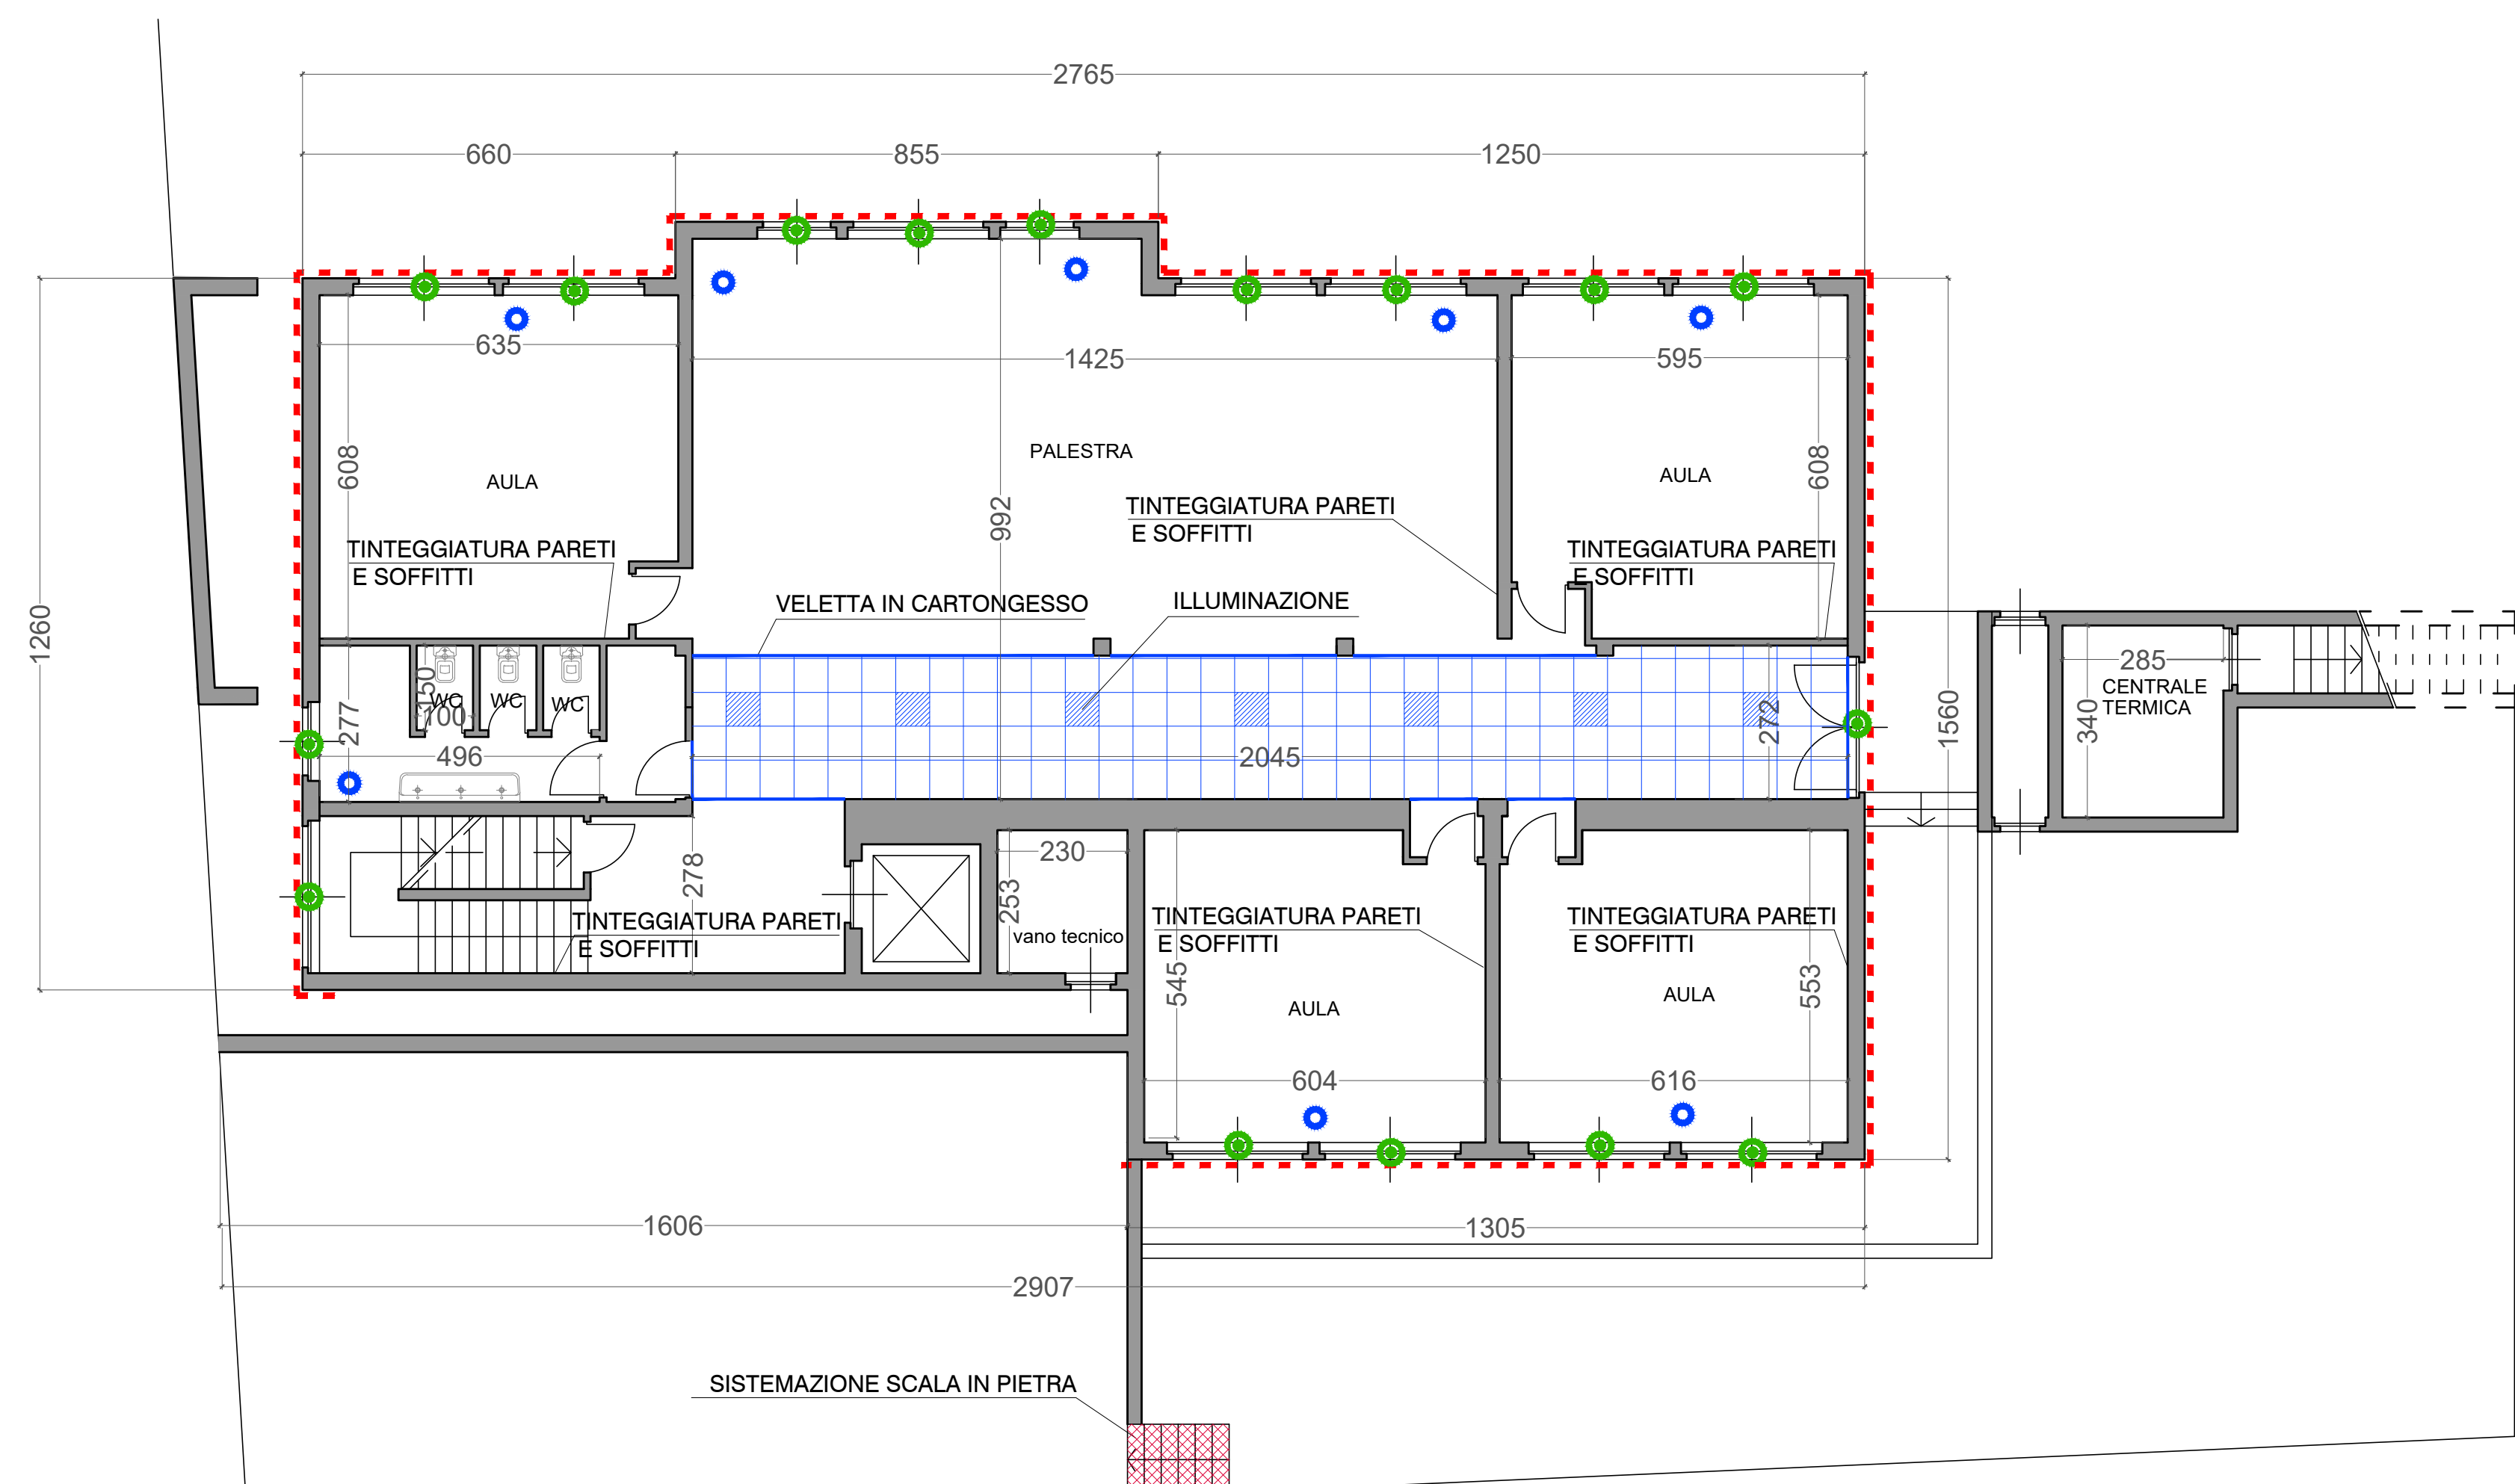 2765
660
855
1250
635
1425
595
608
992
608
PALESTRA
AULA
AULA
TINTEGGIATURA PARETI
E SOFFITTI
TINTEGGIATURA PARETI
E SOFFITTI
TINTEGGIATURA PARETI
E SOFFITTI
VELETTA IN CARTONGESSO
ILLUMINAZIONE
1260
1560
285
CENTRALE
TERMICA
340
150
WC
WC
WC
100
277
496
2045
272
278
230
253
vano tecnico
TINTEGGIATURA PARETI
E SOFFITTI
TINTEGGIATURA PARETI
E SOFFITTI
TINTEGGIATURA PARETI
E SOFFITTI
545
553
AULA
AULA
604
616
1606
1305
2907
SISTEMAZIONE SCALA IN PIETRA